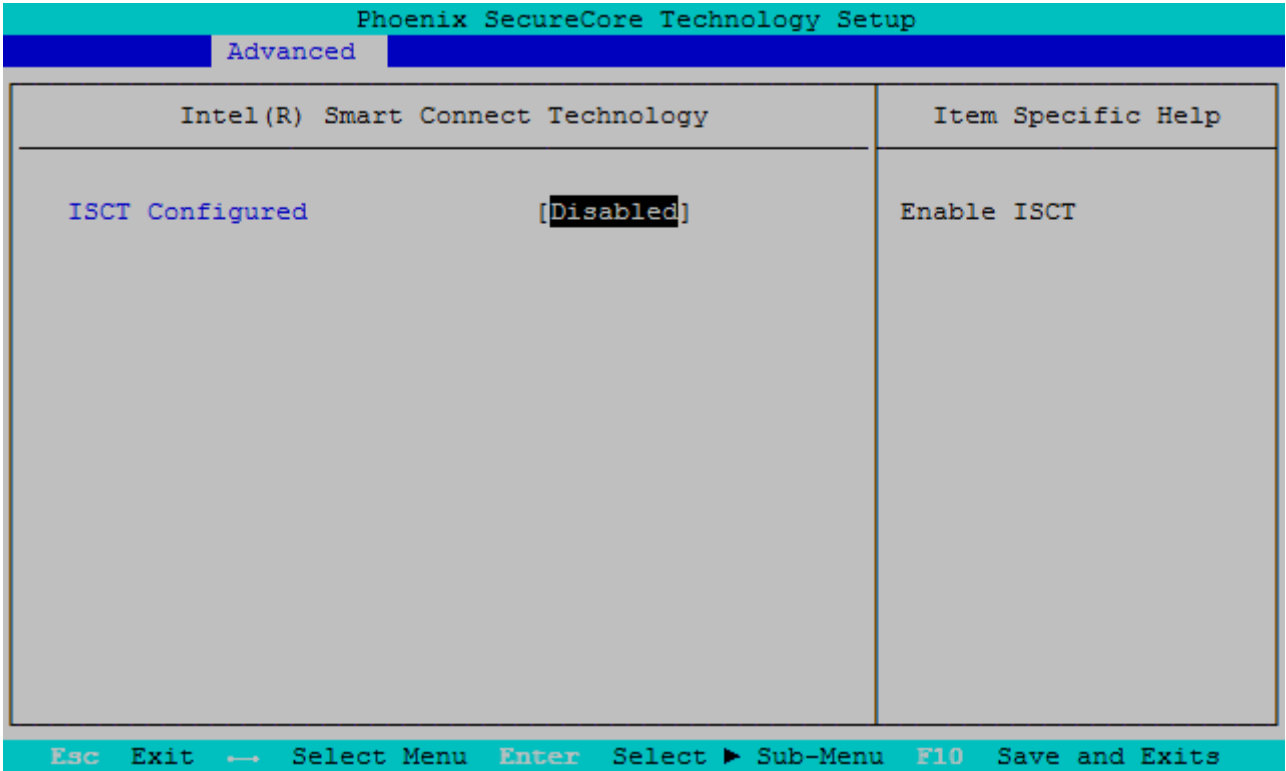 Phoenix SecureCore Technology Setup
Advanced
Intel(R) Smart Connect Technology
Item Specific Help
ISCT Configured [Disabled]
Enable ISCT
Esc Exit ←→ Select Menu Enter Select ► Sub-Menu F10 Save and Exits